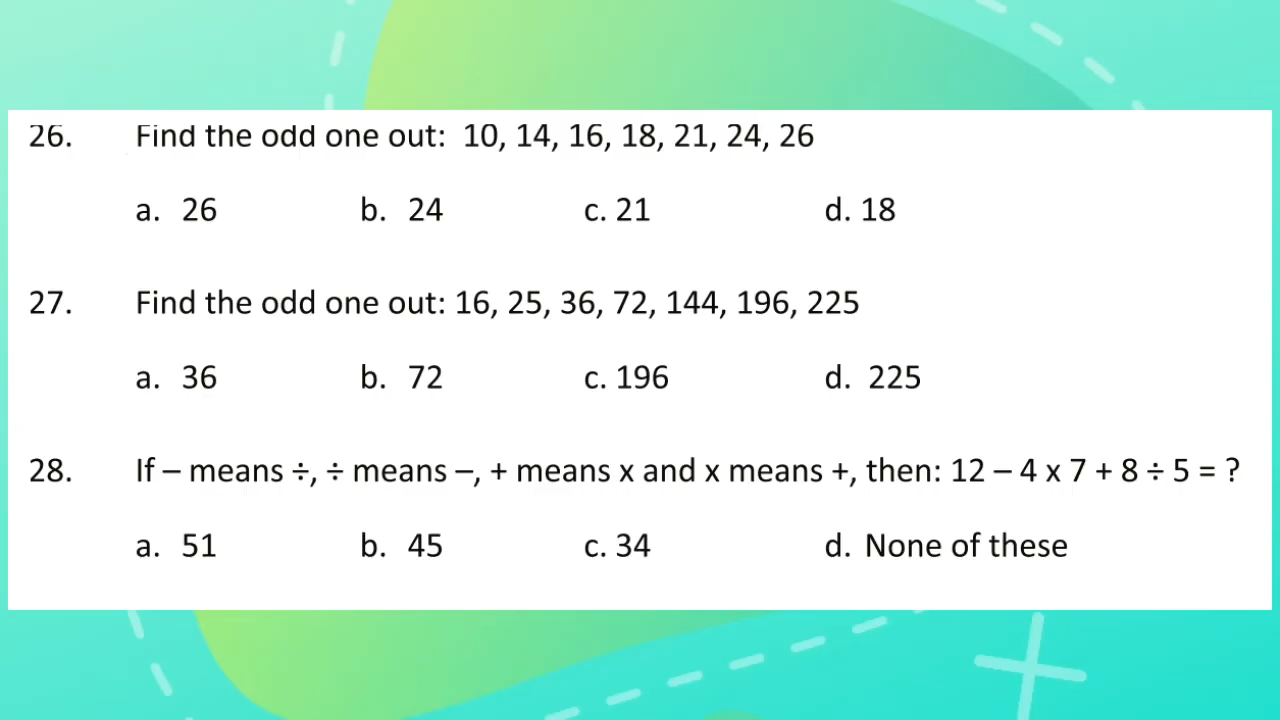 26. Find the odd one out: 10, 14, 16, 18, 21, 24, 26
a. 26 b. 24 c. 21 d. 18
27. Find the odd one out: 16, 25, 36, 72, 144, 196, 225
a. 36 b. 72 c. 196 d. 225
28. If – means ÷, ÷ means –, + means x and x means +, then: 12 – 4 x 7 + 8 ÷ 5 = ?
a. 51 b. 45 c. 34 d. None of these